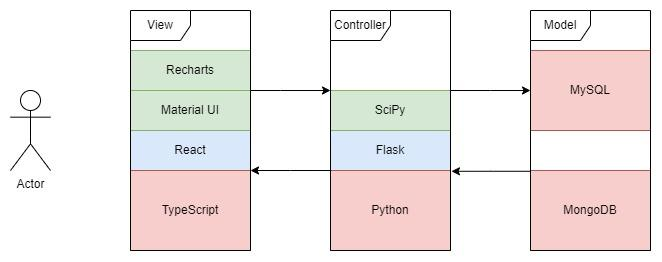 View
Controller
Model
Recharts
MySQL
Material UI
SciPy
React
Flask
Actor
TypeScript
Python
MongoDB